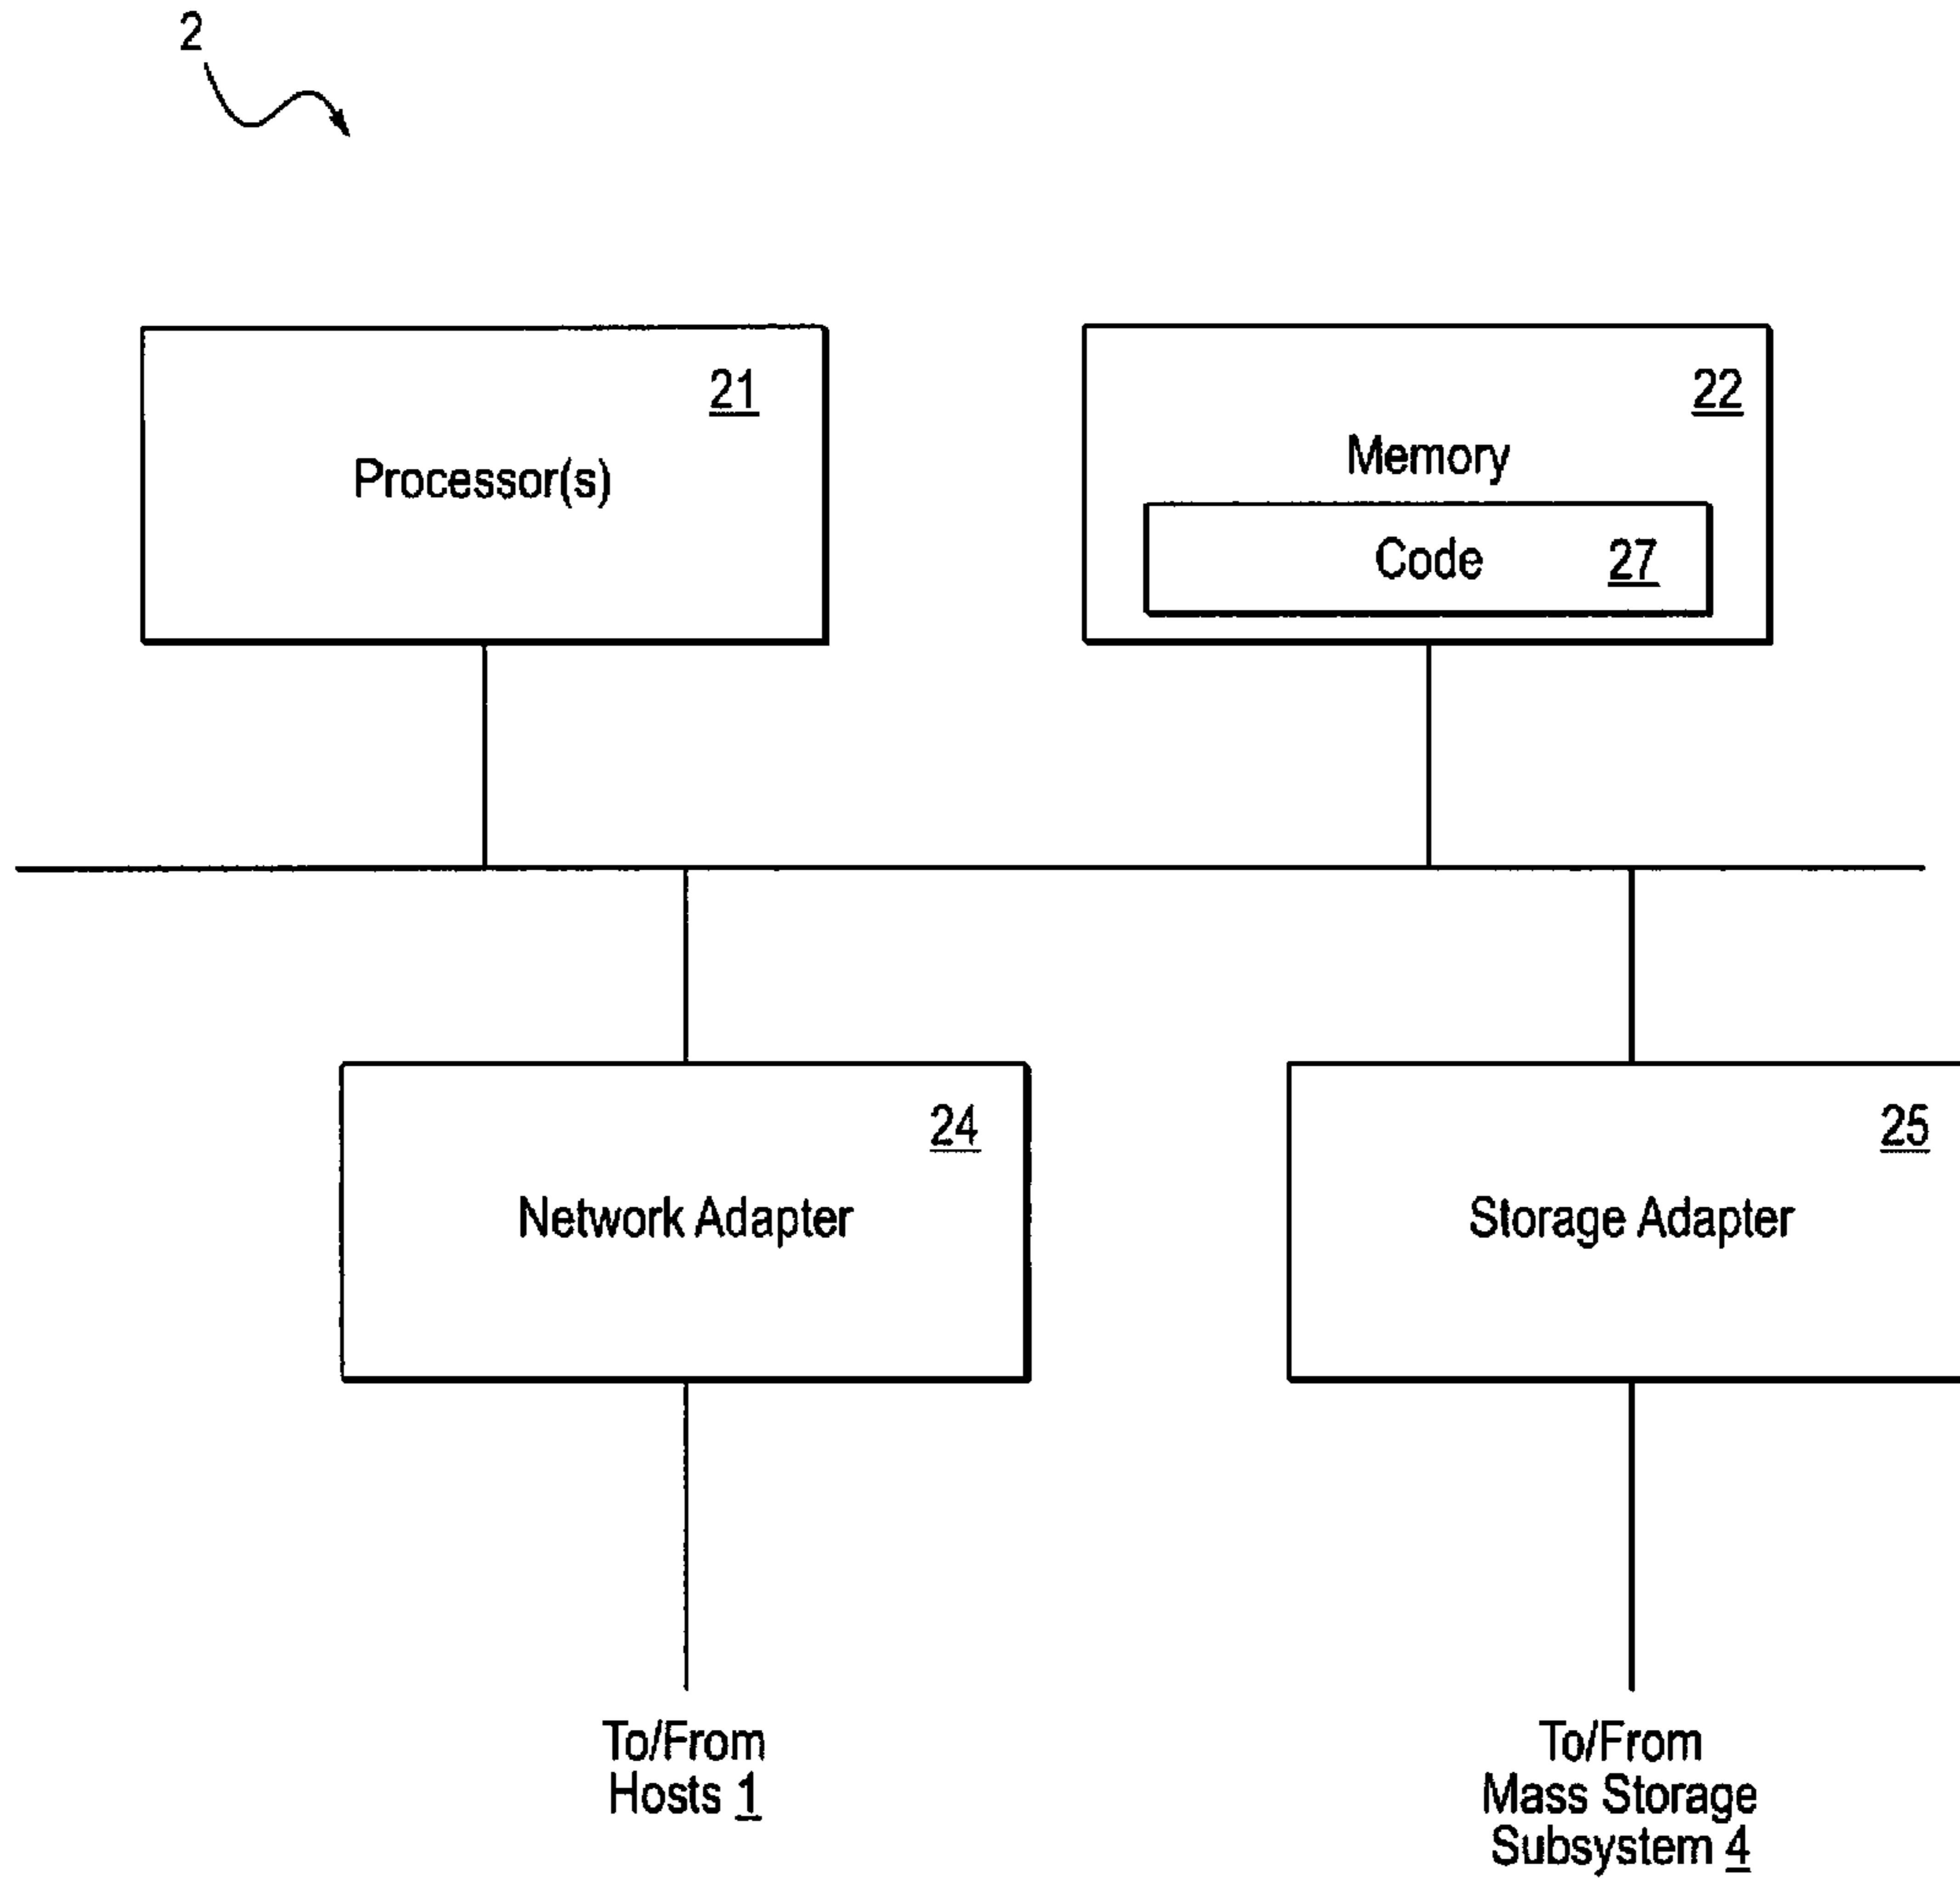 2
21
Processor(s)
22
Memory
Code 27
24
Network Adapter
25
Storage Adapter
To/From
Hosts 1
To/From
Mass Storage
Subsystem 4